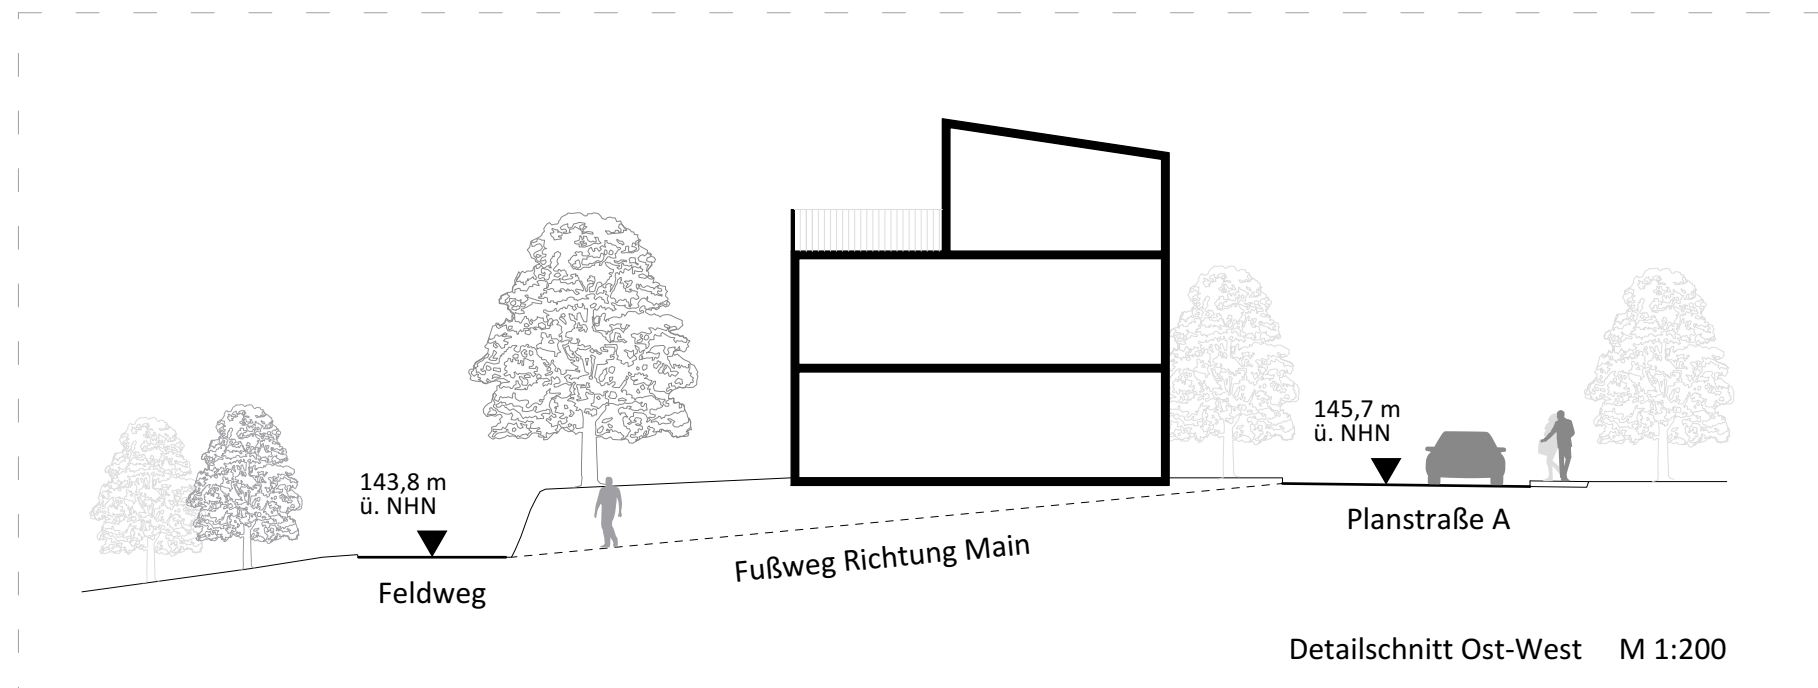 145,7 m
ü. NHN
143,8 m
ü. NHN
Planstraße A
Fußweg Richtung Main
Feldweg
Detailschnitt Ost-West M 1:200